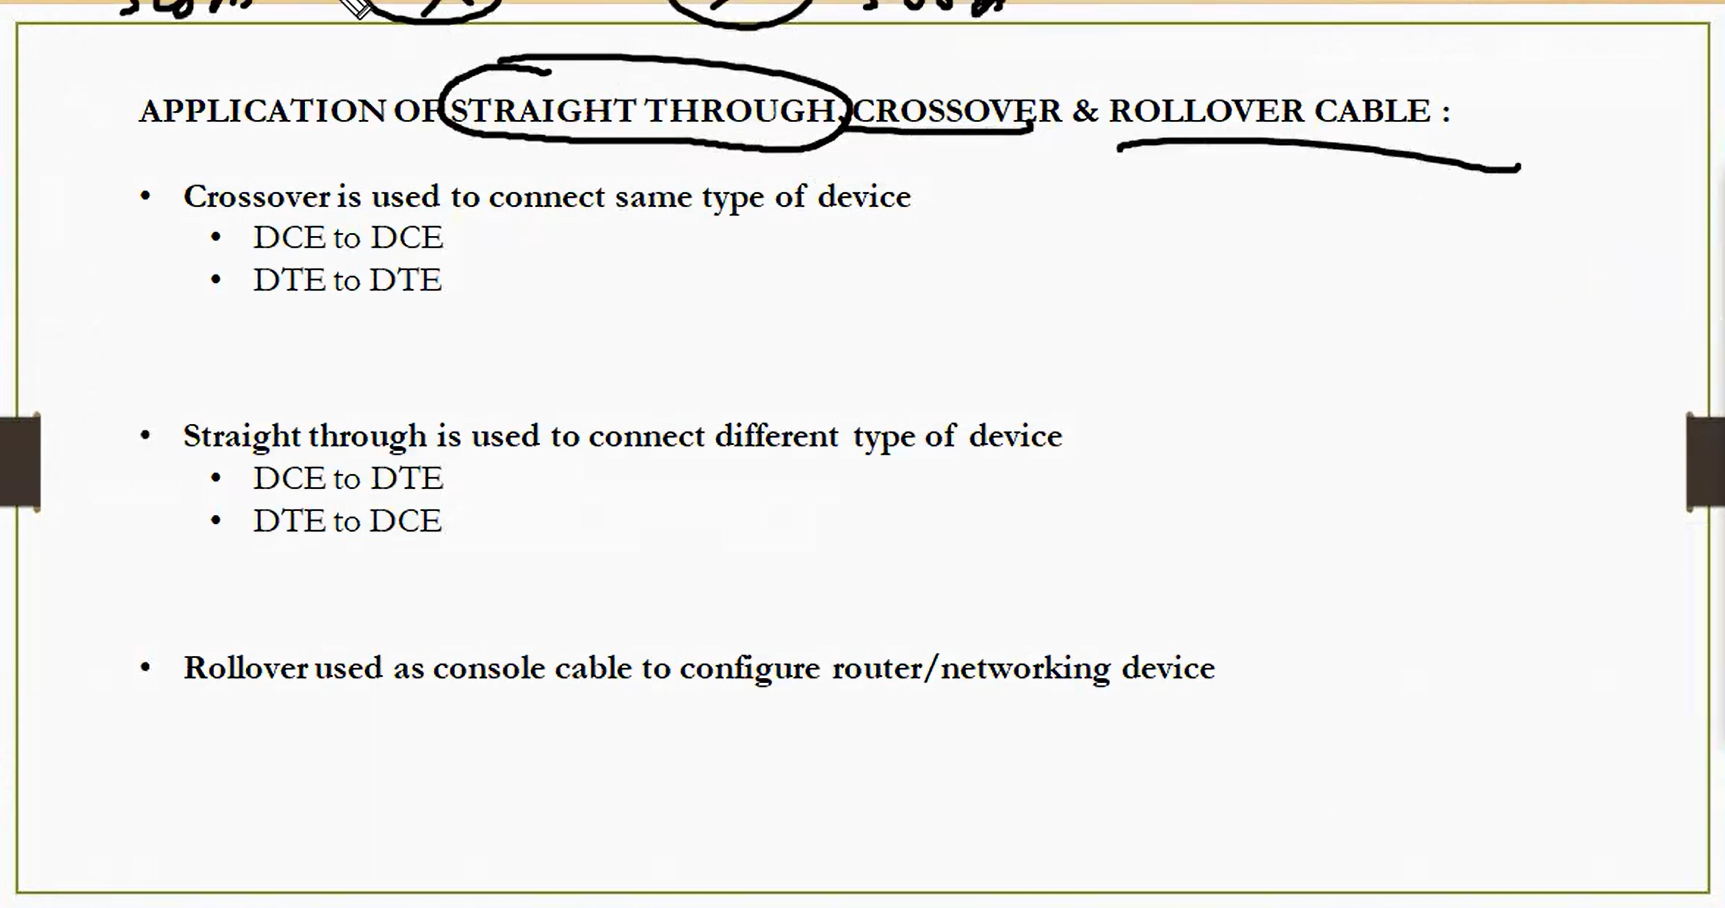 APPLICATION OF STRAIGHT THROUGH, CROSSOVER & ROLLOVER CABLE :
• Crossover is used to connect same type of device
• DCE to DCE
• DTE to DTE
• Straight through is used to connect different type of device
• DCE to DTE
• DTE to DCE
• Rollover used as console cable to configure router/networking device